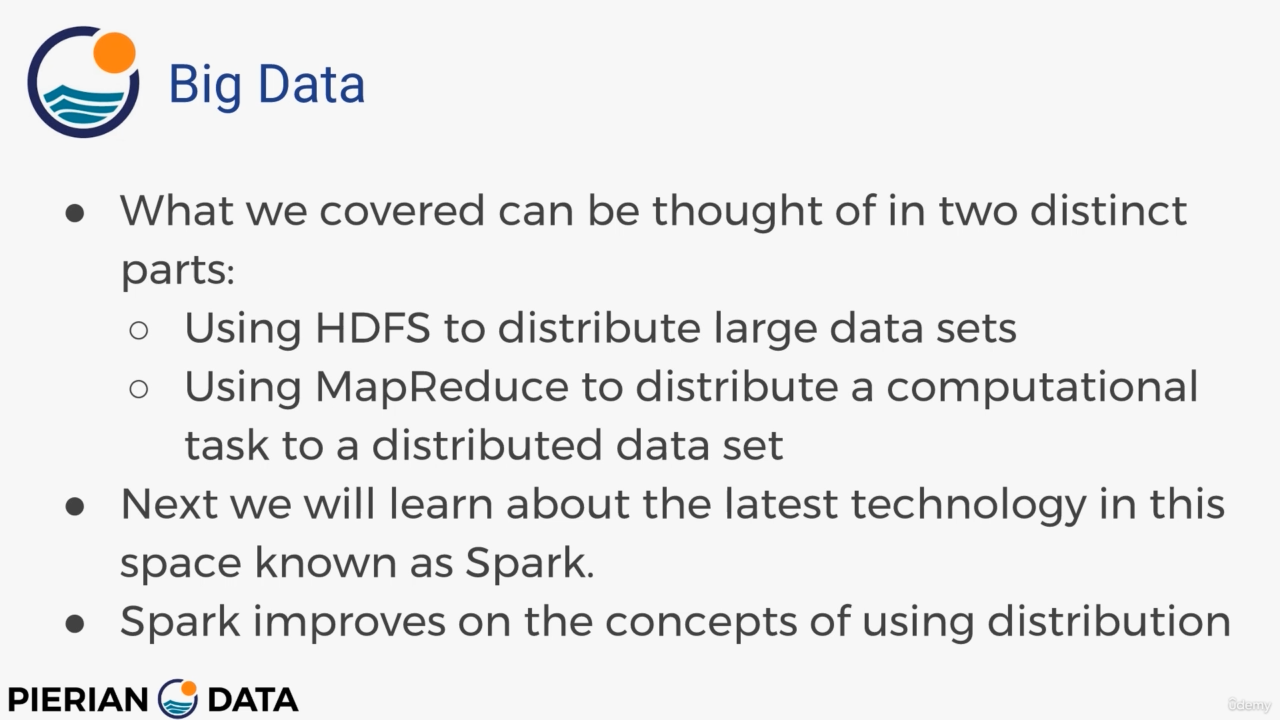 Big Data
● What we covered can be thought of in two distinct
parts:
○ Using HDFS to distribute large data sets
○ Using MapReduce to distribute a computational
task to a distributed data set
● Next we will learn about the latest technology in this
space known as Spark.
● Spark improves on the concepts of using distribution
PIERIAN DATA
ûdemy